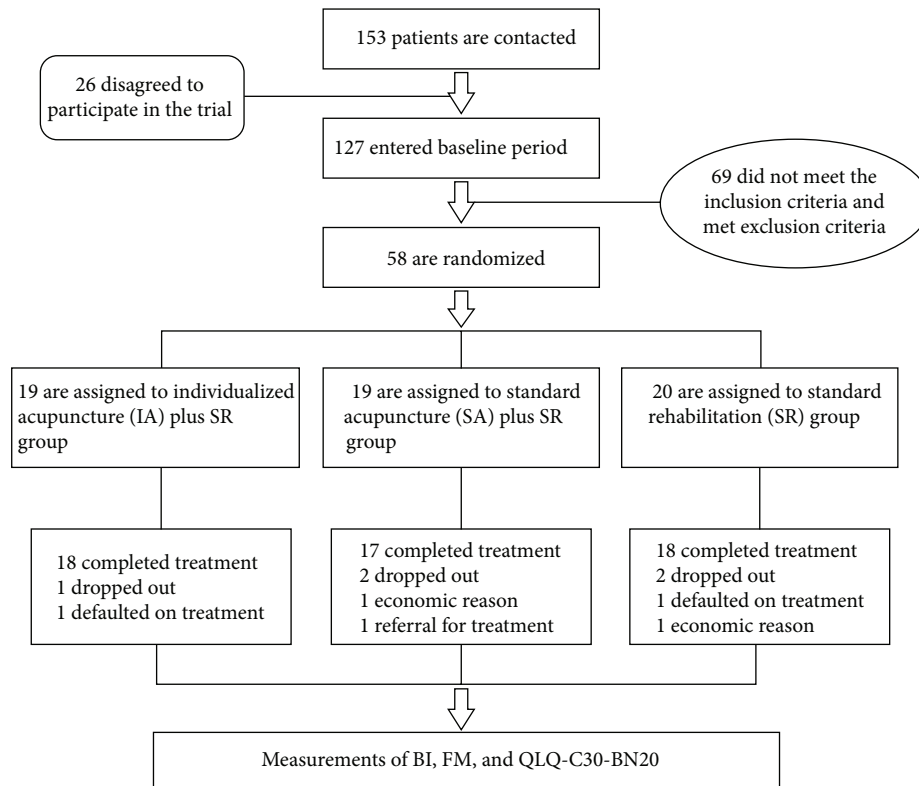 153 patients are contacted
26 disagreed to
participate in the trial
127 entered baseline period
69 did not meet the
inclusion criteria and
met exclusion criteria
58 are randomized
19 are assigned to individualized
acupuncture (IA) plus SR
group
19 are assigned to standard
acupuncture (SA) plus SR
group
20 are assigned to standard
rehabilitation (SR) group
18 completed treatment
1 dropped out
1 defaulted on treatment
17 completed treatment
2 dropped out
1 economic reason
1 referral for treatment
18 completed treatment
2 dropped out
1 defaulted on treatment
1 economic reason
Measurements of BI, FM, and QLQ-C30-BN20